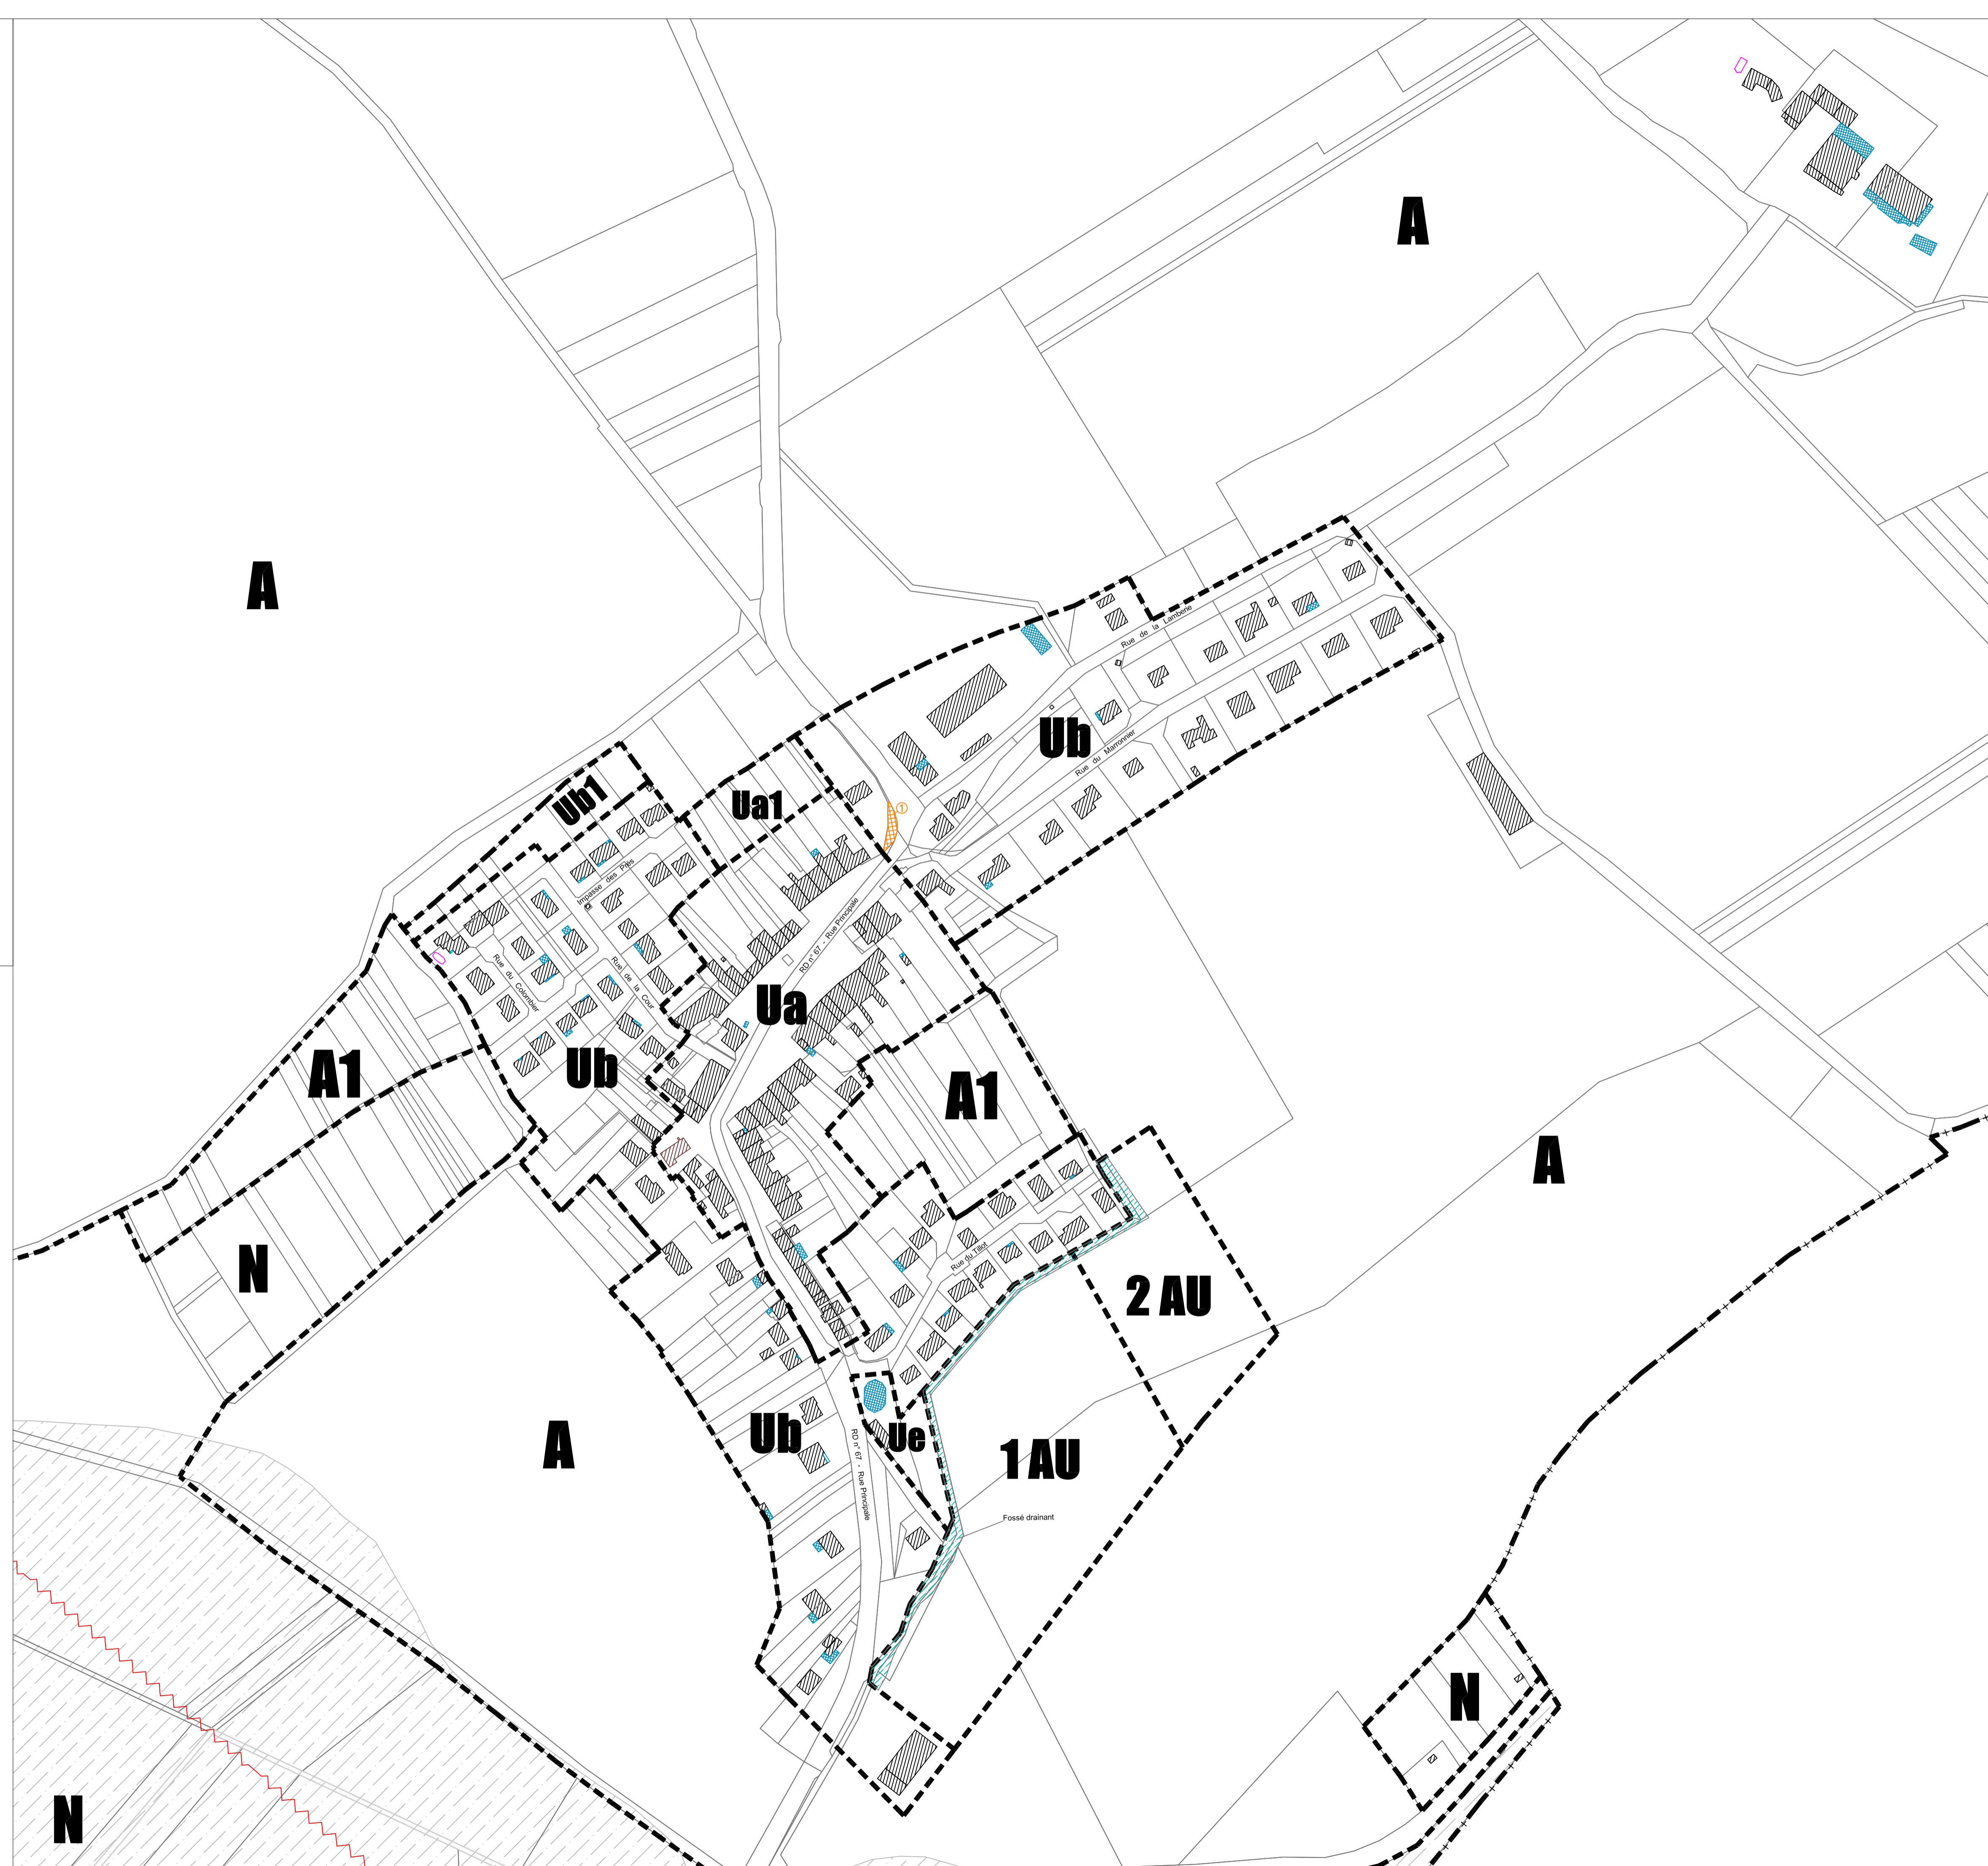 A
A
Rue de la Lamberie
Ub
Rue du Marronnier
Ub1
Ua1
1
Impasse des Prés
RD n° 67 - Rue Principale
Rue du Colombier
Rue de la Cour
Ua
Ub
A1
A1
A
N
Rue du Tillot
2 AU
A
Ub
RD n° 67 - Rue Principale
Ue
1 AU
Fossé drainant
N
N